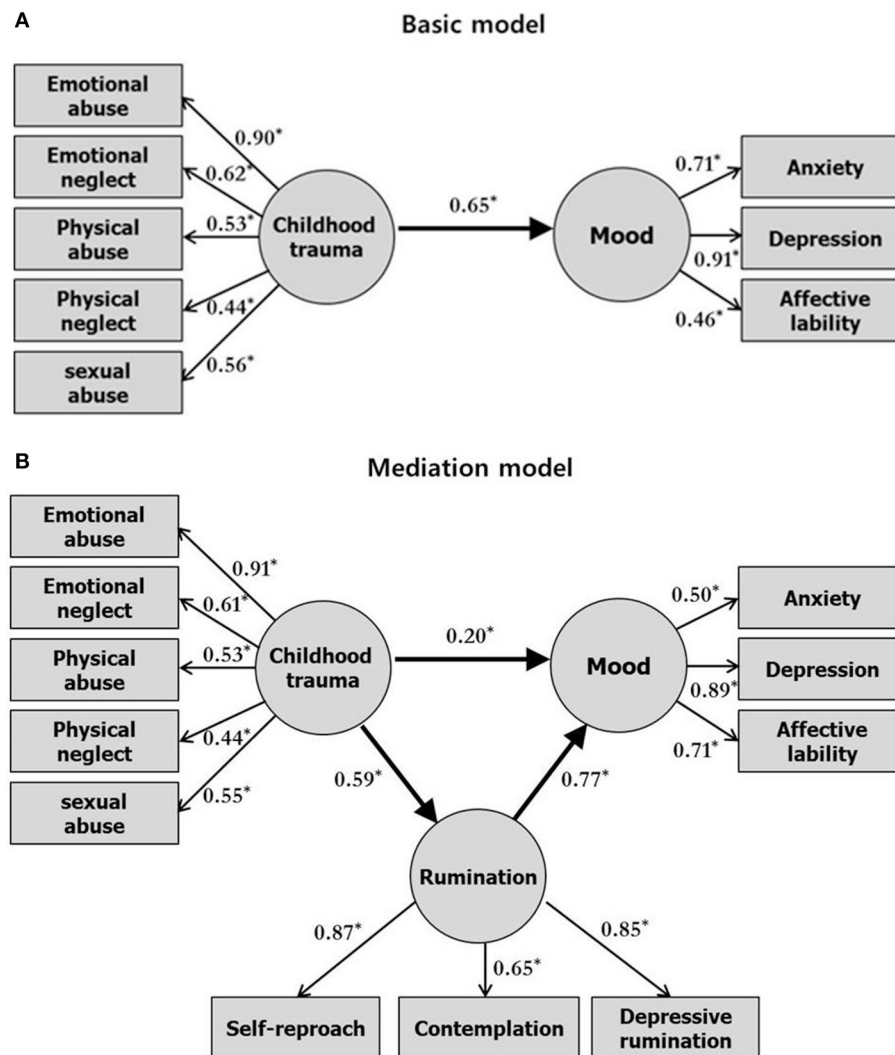 A
Basic model
Emotional
abuse
0.90*
Emotional
neglect
0.62*
Physical
abuse
0.53*
Physical
neglect
0.44*
sexual
abuse
0.56*
Childhood
trauma
0.65*
Mood
0.71*
Anxiety
Depression
0.91*
Affective
lability
0.46*
B
Mediation model
Emotional
abuse
0.91*
Emotional
neglect
0.61*
Physical
abuse
0.53*
Physical
neglect
0.44*
sexual
abuse
0.55*
Childhood
trauma
0.20*
Mood
0.50*
Anxiety
Depression
0.89*
Affective
lability
0.71*
0.59*
0.77*
Rumination
0.87*
0.65*
0.85*
Self-reproach
Contemplation
Depressive
rumination